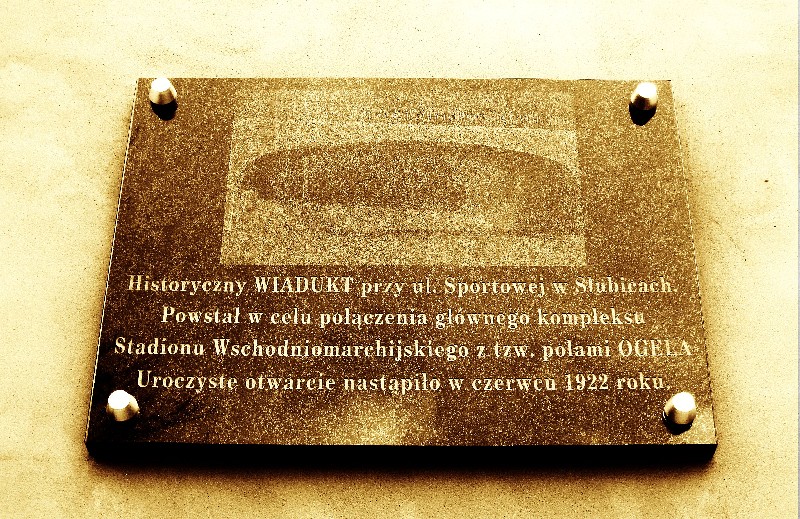 Historyczny WIADUKT przy ul. Sportowej w Słubicach.
Powstał w celu połączenia głównego kompleksu
Stadionu Wschodniomarchijskiego z tzw. polami OGELA
Uroczyste otwarcie nastąpiło w czerwcu 1922 roku.